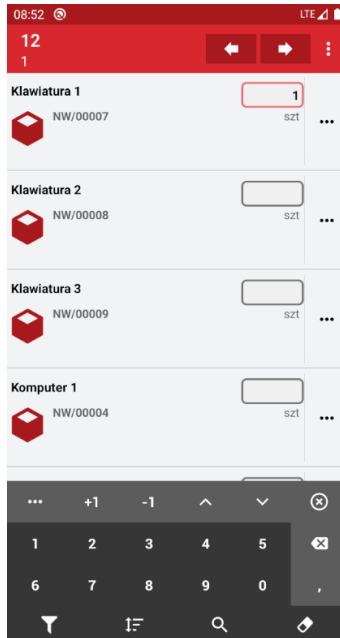 08:52 LTE
12
1
Klawiatura 1 1
NW/00007 szt
Klawiatura 2
NW/00008 szt
Klawiatura 3
NW/00009 szt
Komputer 1
NW/00004 szt
+1 -1
1 2 3 4 5
6 7 8 9 0 ,